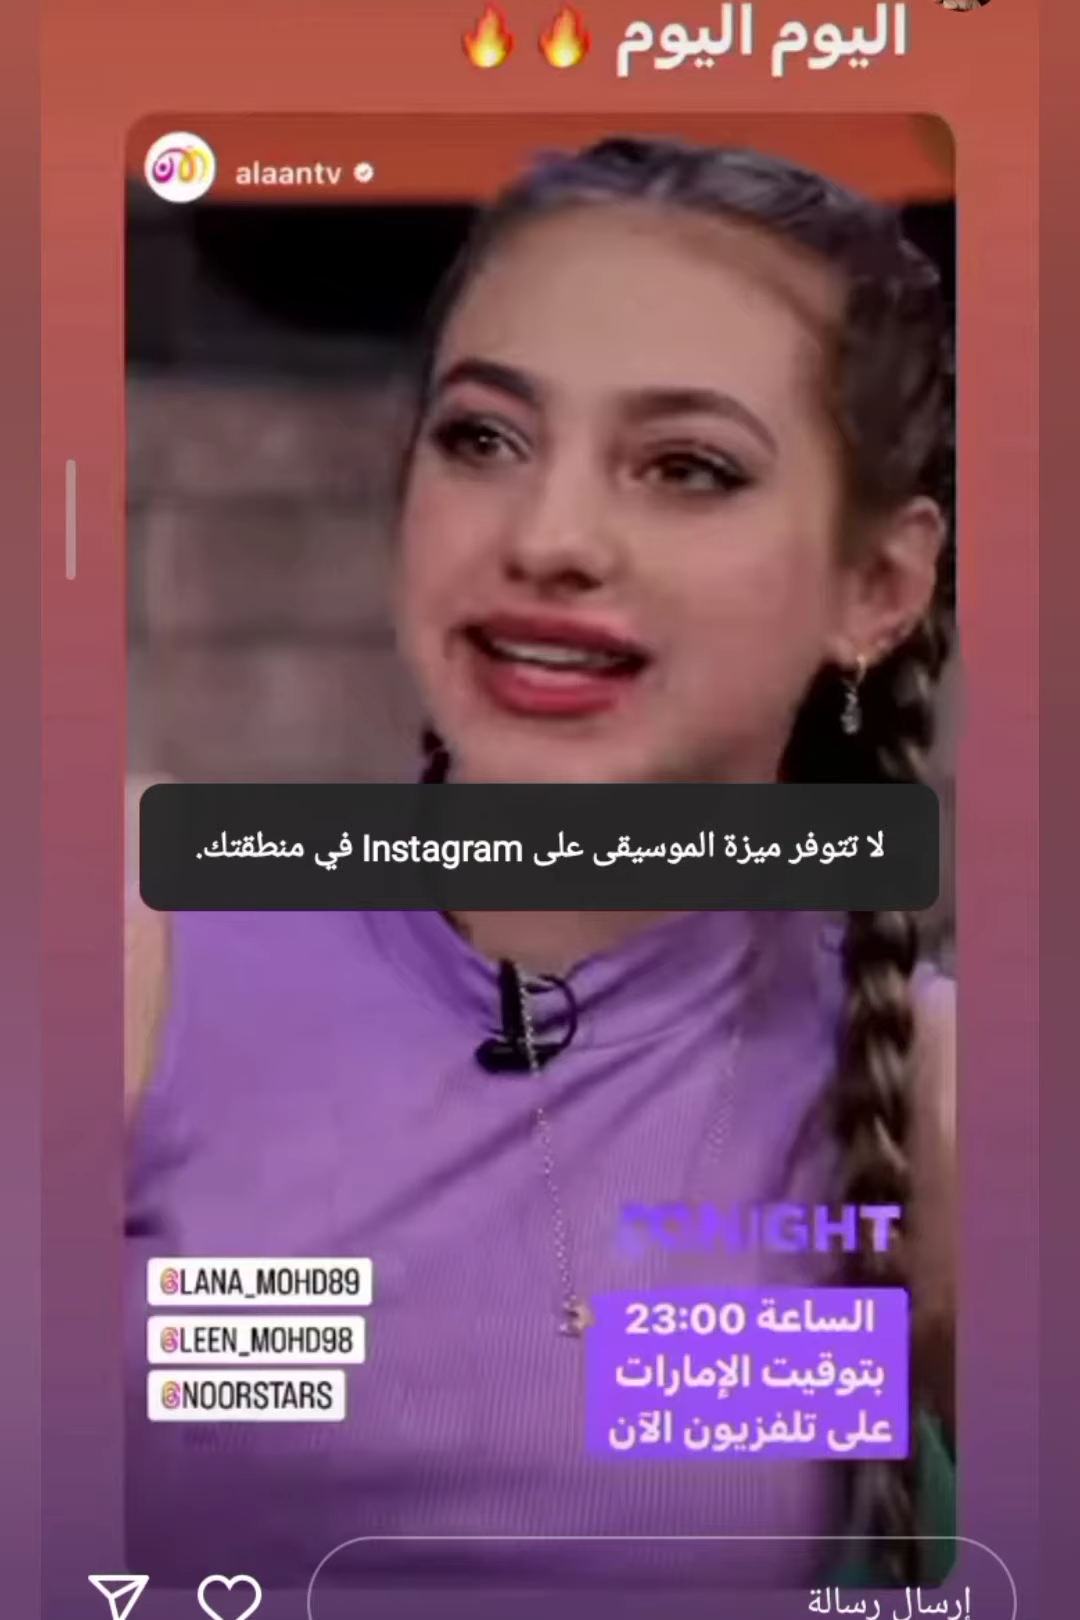 اليوم اليوم 🔥🔥
alaantv
لا تتوفر ميزة الموسيقى على Instagram في منطقتك.
TONIGHT
@LANA_MOHD89
@LEEN_MOHD98
@NOORSTARS
الساعة 23:00
بتوقيت الإمارات
على تلفزيون الآن
إرسال رسالة